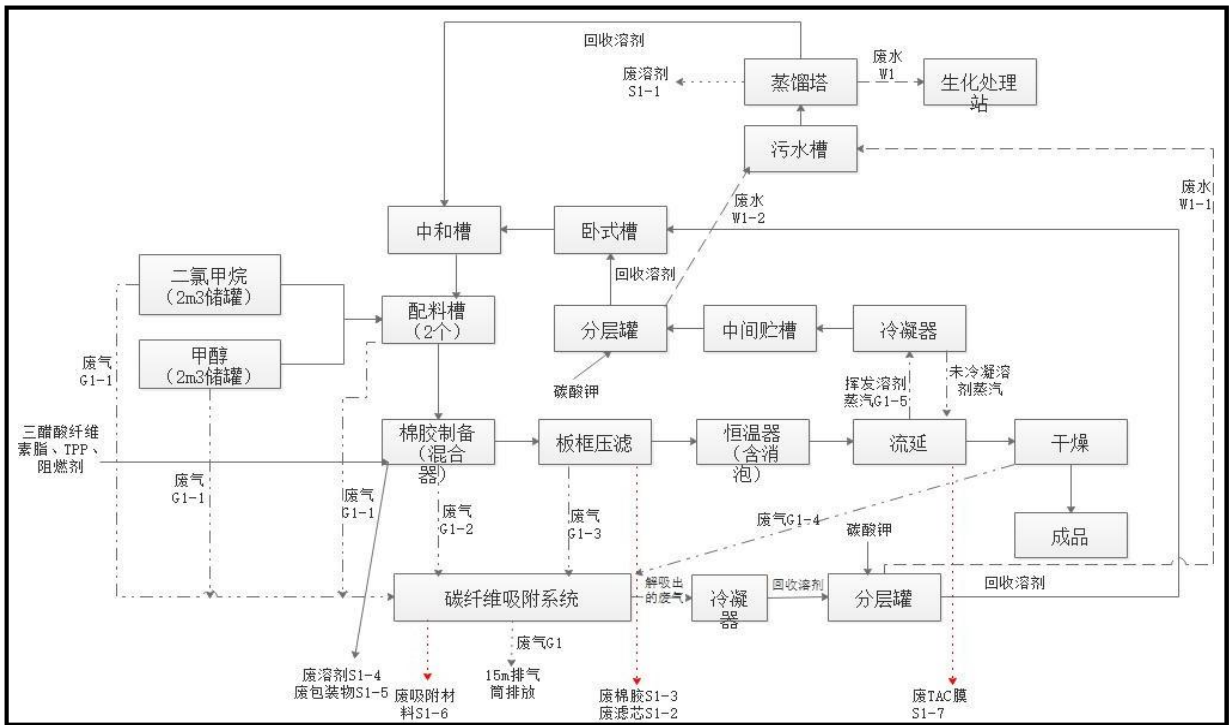 回收溶剂
废溶剂
S1-1
蒸馏塔
废水
W1
生化处理
站
污水槽
废水
W1-2
废水
W1-1
中和槽
卧式槽
回收溶剂
二氯甲烷
（2m3储罐）
配料槽
（2个）
分层罐
中间贮槽
冷凝器
甲醇
（2m3储罐）
废气
G1-1
碳酸钾
挥发溶剂
蒸汽G1-5
未冷凝溶
剂蒸汽
三醋酸纤维
素脂、TPP、
阻燃剂
棉胶制备
（混合
器）
板框压滤
恒温器
（含消
泡）
流延
干燥
废气
G1-1
废气
G1-1
废气
G1-2
废气
G1-3
废气G1-4
碳酸钾
成品
碳纤维吸附系统
解吸出
的废气
冷凝
器
回收溶剂
分层罐
回收溶剂
废气G1
废溶剂S1-4
废包装物S1-5
废吸附材
料S1-6
15m排气
筒排放
废棉胶S1-3
废滤芯S1-2
废TAC膜
S1-7